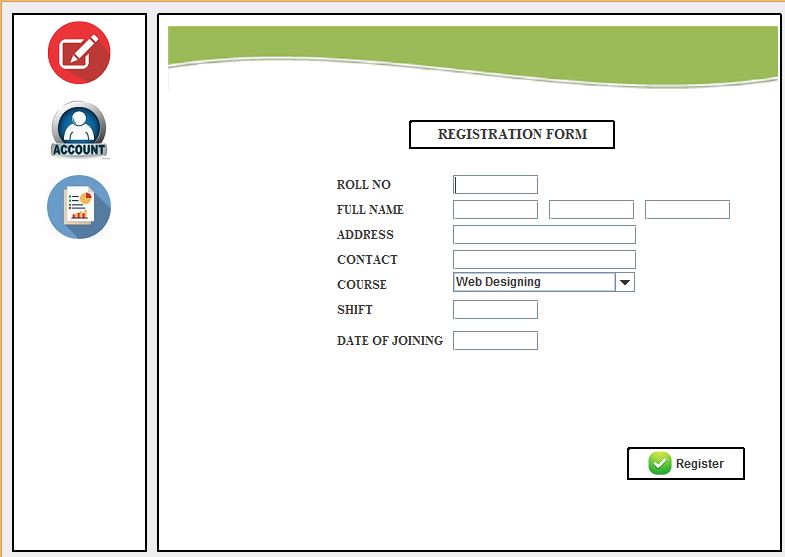 ACCOUNT
REGISTRATION FORM
ROLL NO
FULL NAME
ADDRESS
CONTACT
COURSE Web Designing
SHIFT
DATE OF JOINING
Register